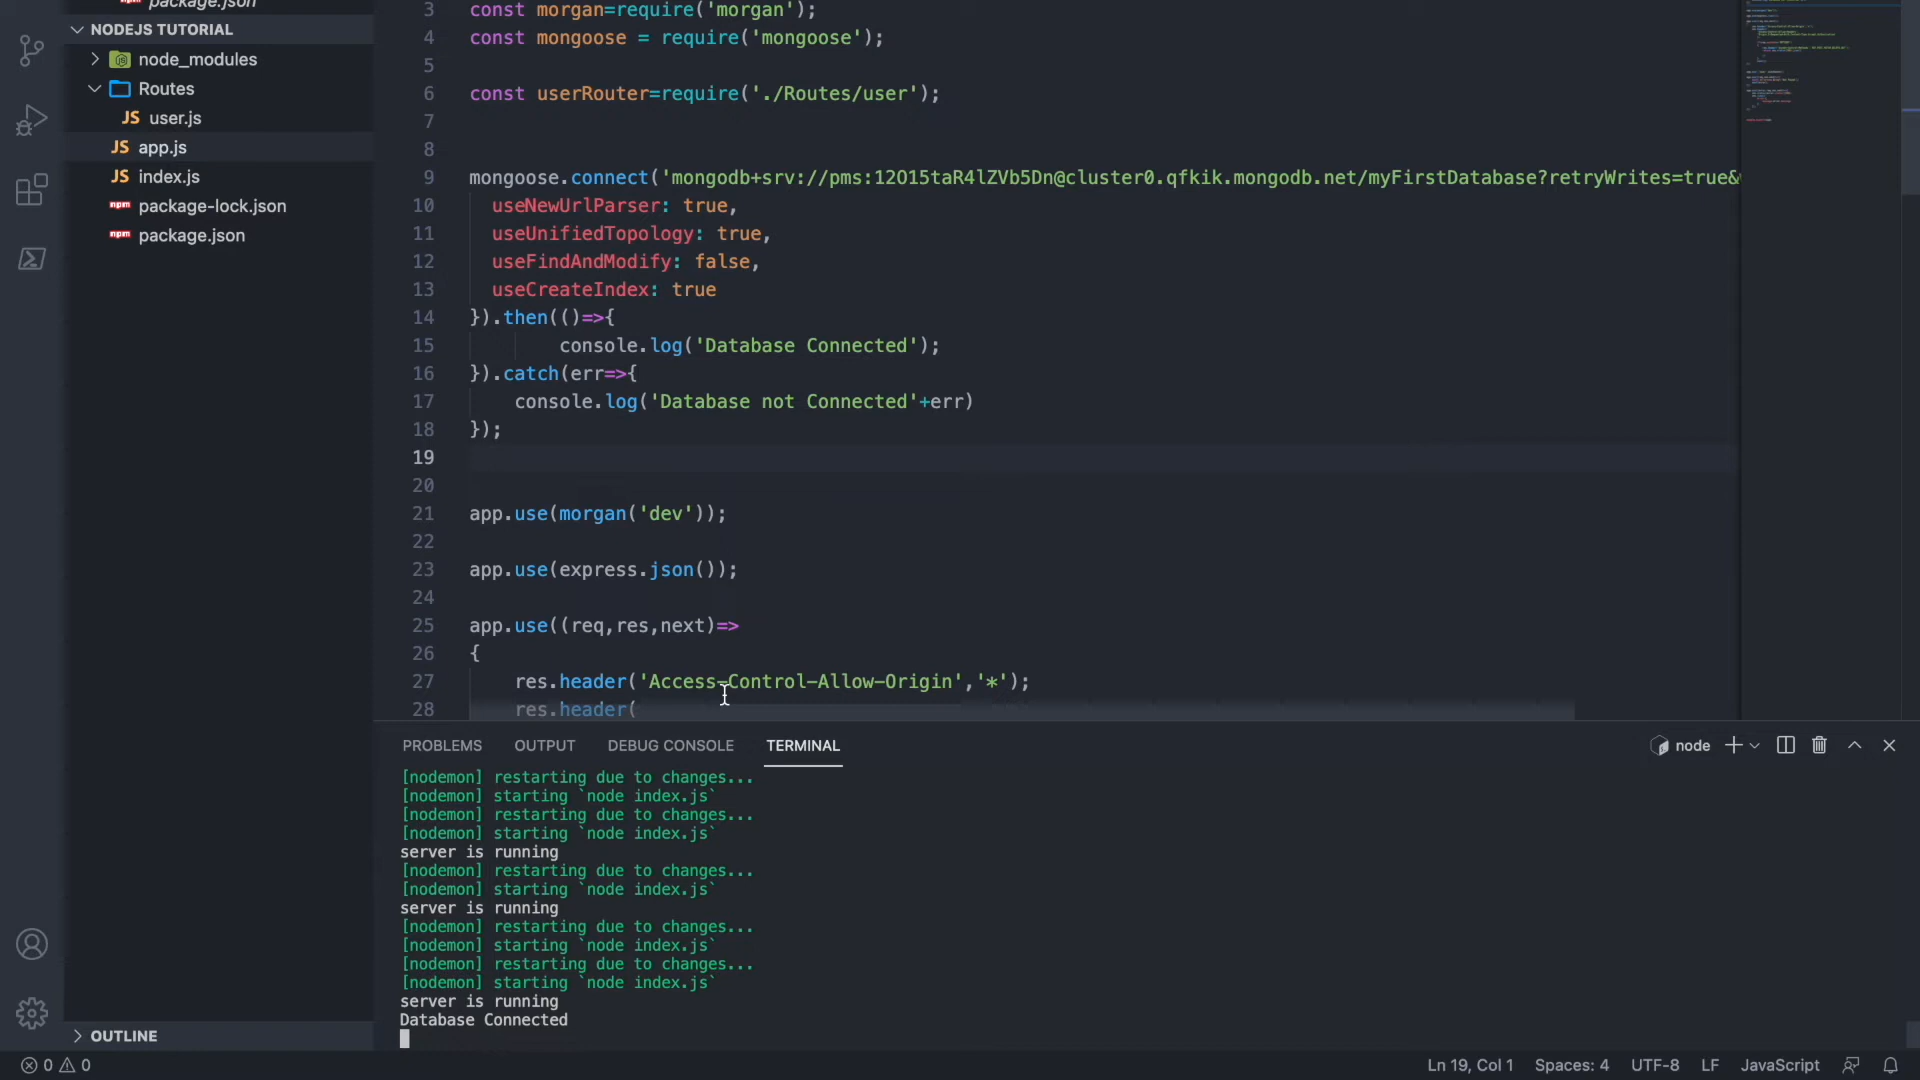 package.json
NODEJS TUTORIAL
node_modules
Routes
JS user.js
JS app.js
JS index.js
npm package-lock.json
npm package.json
OUTLINE
3 const morgan=require('morgan');
4 const mongoose = require('mongoose');
5
6 const userRouter=require('./Routes/user');
7
8
9 mongoose.connect('mongodb+srv://pms:12O15taR4lZVb5Dn@cluster0.qfkik.mongodb.net/myFirstDatabase?retryWrites=true&
10 useNewUrlParser: true,
11 useUnifiedTopology: true,
12 useFindAndModify: false,
13 useCreateIndex: true
14 }).then(()=>{
15 console.log('Database Connected');
16 }).catch(err=>{
17 console.log('Database not Connected'+err)
18 });
19
20
21 app.use(morgan('dev'));
22
23 app.use(express.json());
24
25 app.use((req,res,next)=>
26 {
27 res.header('Access-Control-Allow-Origin','*');
28 res.header(
PROBLEMS OUTPUT DEBUG CONSOLE TERMINAL node
[nodemon] restarting due to changes...
[nodemon] starting `node index.js`
[nodemon] restarting due to changes...
[nodemon] starting `node index.js`
server is running
[nodemon] restarting due to changes...
[nodemon] starting `node index.js`
server is running
[nodemon] restarting due to changes...
[nodemon] starting `node index.js`
[nodemon] restarting due to changes...
[nodemon] starting `node index.js`
server is running
Database Connected
0 0 Ln 19, Col 1 Spaces: 4 UTF-8 LF JavaScript